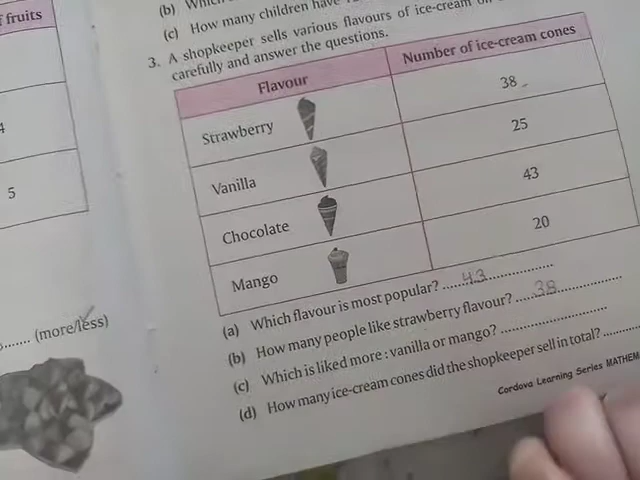 f fruits
4
5
(more/less)
(b)
(c) How many children have
3. A shopkeeper sells various flavours of ice-cream
carefully and answer the questions.
Flavour Number of ice-cream cones
Strawberry 38
Vanilla 25
Chocolate 43
Mango 20
(a) Which flavour is most popular? 43
(b) How many people like strawberry flavour? 38
(c) Which is liked more : vanilla or mango?
(d) How many ice-cream cones did the shopkeeper sell in total?
Cordova Learning Series MATHEM